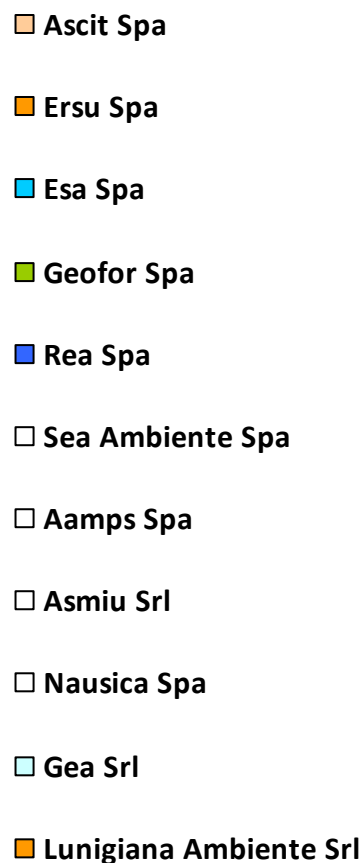 Ascit Spa
Ersu Spa
Esa Spa
Geofor Spa
Rea Spa
Sea Ambiente Spa
Aamps Spa
Asmiu Srl
Nausica Spa
Gea Srl
Lunigiana Ambiente Srl